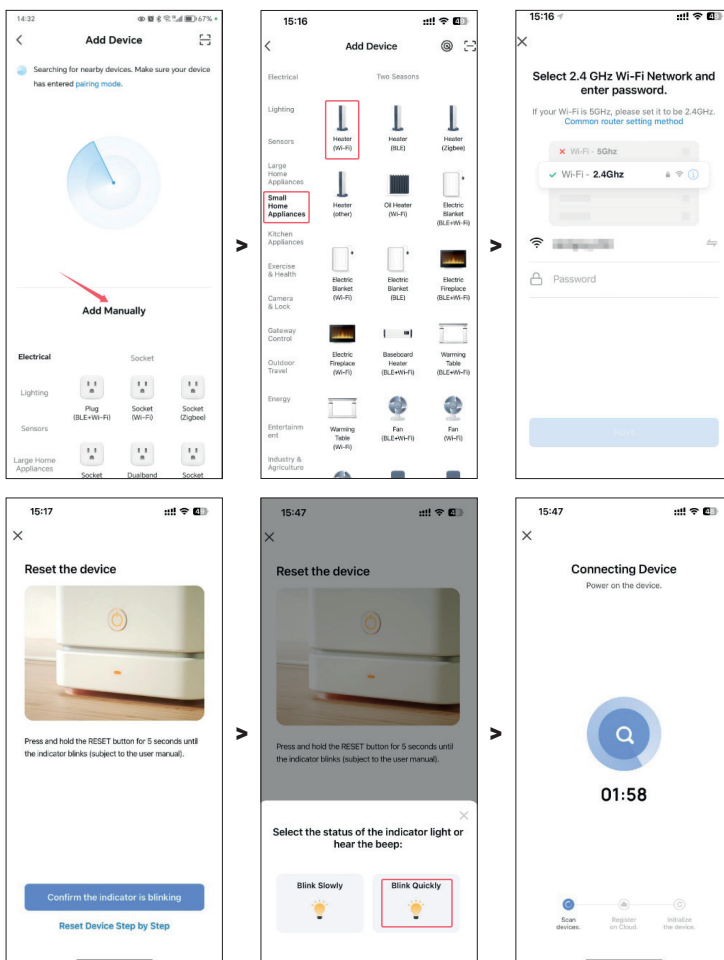 14:32
67%
Add Device
Searching for nearby devices. Make sure your device
has entered pairing mode.
Add Manually
Electrical
Socket
Lighting
Sensors
Large Home
Appliances
Plug
(BLE+Wi-Fi)
Socket
(Wi-Fi)
Socket
(Zigbee)
Socket
Dualband
Socket
>
15:16
Add Device
Electrical
Two Seasons
Lighting
Sensors
Large
Home
Appliances
Small
Home
Appliances
Kitchen
Appliances
Exercise
& Health
Camera
& Lock
Gateway
Control
Outdoor
Travel
Energy
Entertainm
ent
Industry &
Agriculture
Heater
(Wi-Fi)
Heater
(BLE)
Heater
(Zigbee)
Heater
(other)
Oil Heater
(Wi-Fi)
Electric
Blanket
(BLE+Wi-Fi)
Electric
Blanket
(Wi-Fi)
Electric
Blanket
(BLE)
Electric
Fireplace
(BLE+Wi-Fi)
Electric
Fireplace
(Wi-Fi)
Baseboard
Heater
(BLE+Wi-Fi)
Warming
Table
(BLE+Wi-Fi)
Warming
Table
(Wi-Fi)
Fan
(BLE+Wi-Fi)
Fan
(Wi-Fi)
>
15:16
Select 2.4 GHz Wi-Fi Network and
enter password.
If your Wi-Fi is 5GHz, please set it to be 2.4GHz.
Common router setting method
Wi-Fi - 5Ghz
Wi-Fi - 2.4Ghz
Password
Next
15:17
Reset the device
Press and hold the RESET button for 5 seconds until
the indicator blinks (subject to the user manual).
Confirm the indicator is blinking
Reset Device Step by Step
>
15:47
Reset the device
Press and hold the RESET button for 5 seconds until
the indicator blinks (subject to the user manual).
Select the status of the indicator light or
hear the beep:
Blink Slowly
Blink Quickly
>
15:47
Connecting Device
Power on the device.
01:58
Scan
devices.
Register
on Cloud.
Initialize
the device.